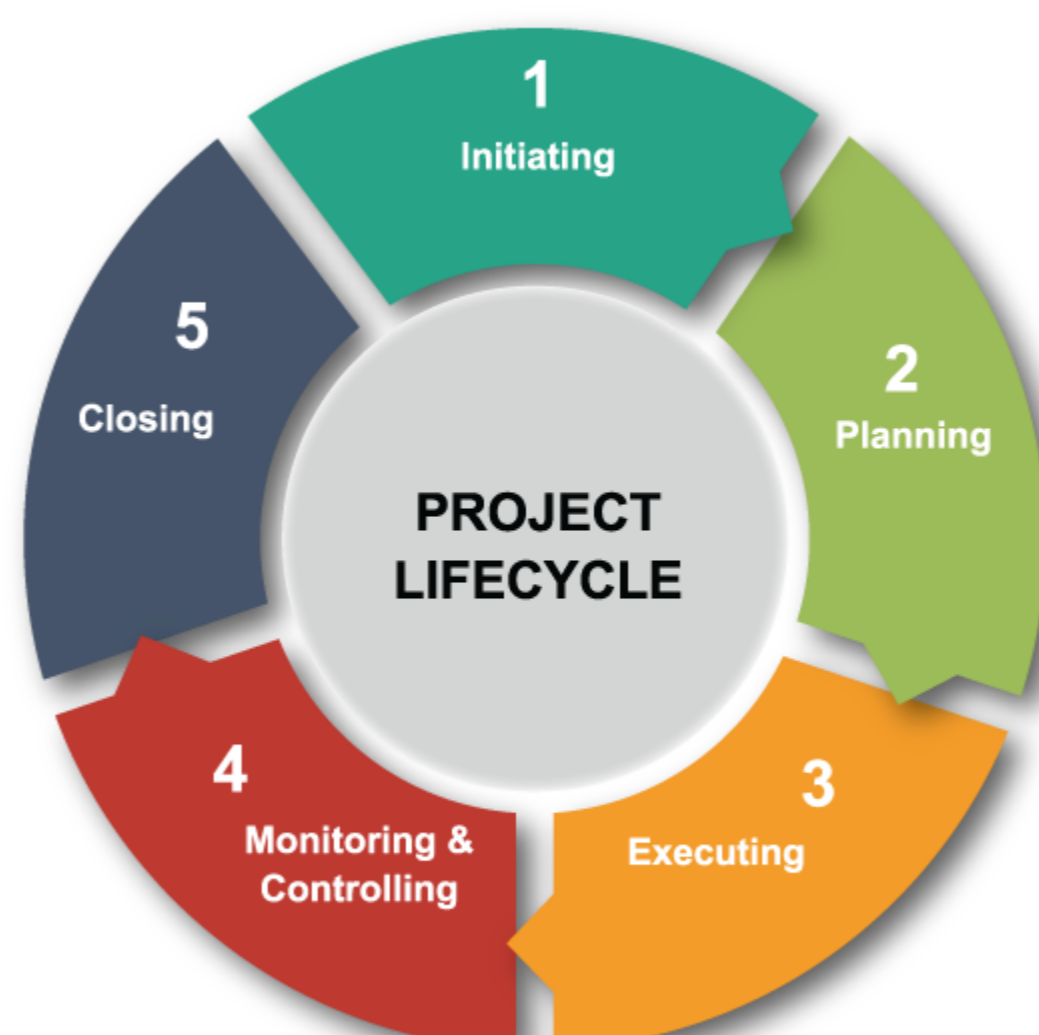 1
Initiating
2
Planning
3
Executing
4
Monitoring &
Controlling
5
Closing
PROJECT
LIFECYCLE